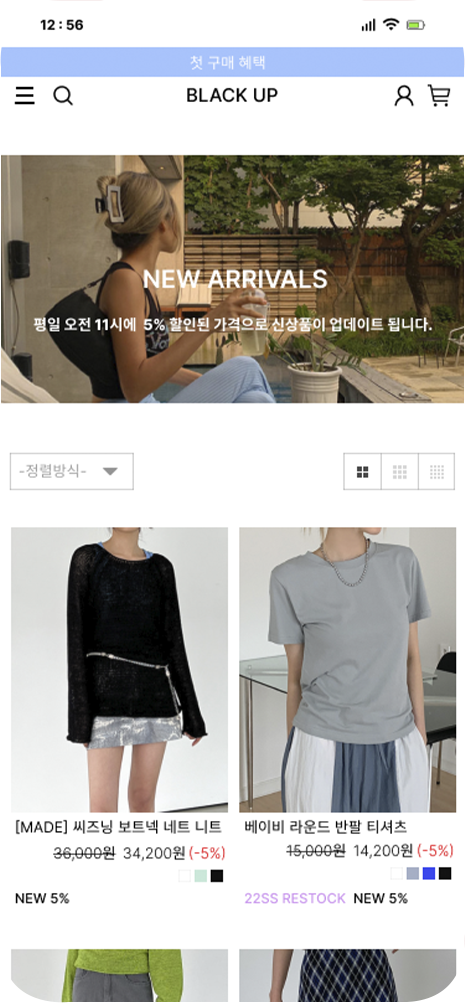 12:56
첫 구매 혜택
BLACK UP
NEW ARRIVALS
평일 오전 11시에 5% 할인된 가격으로 신상품이 업데이트 됩니다.
-정렬방식-
[MADE] 씨즈닝 보트넥 네트 니트
36,000원 34,200원(-5%)
NEW 5%
베이비 라운드 반팔 티셔츠
15,000원 14,200원(-5%)
22SS RESTOCK NEW 5%